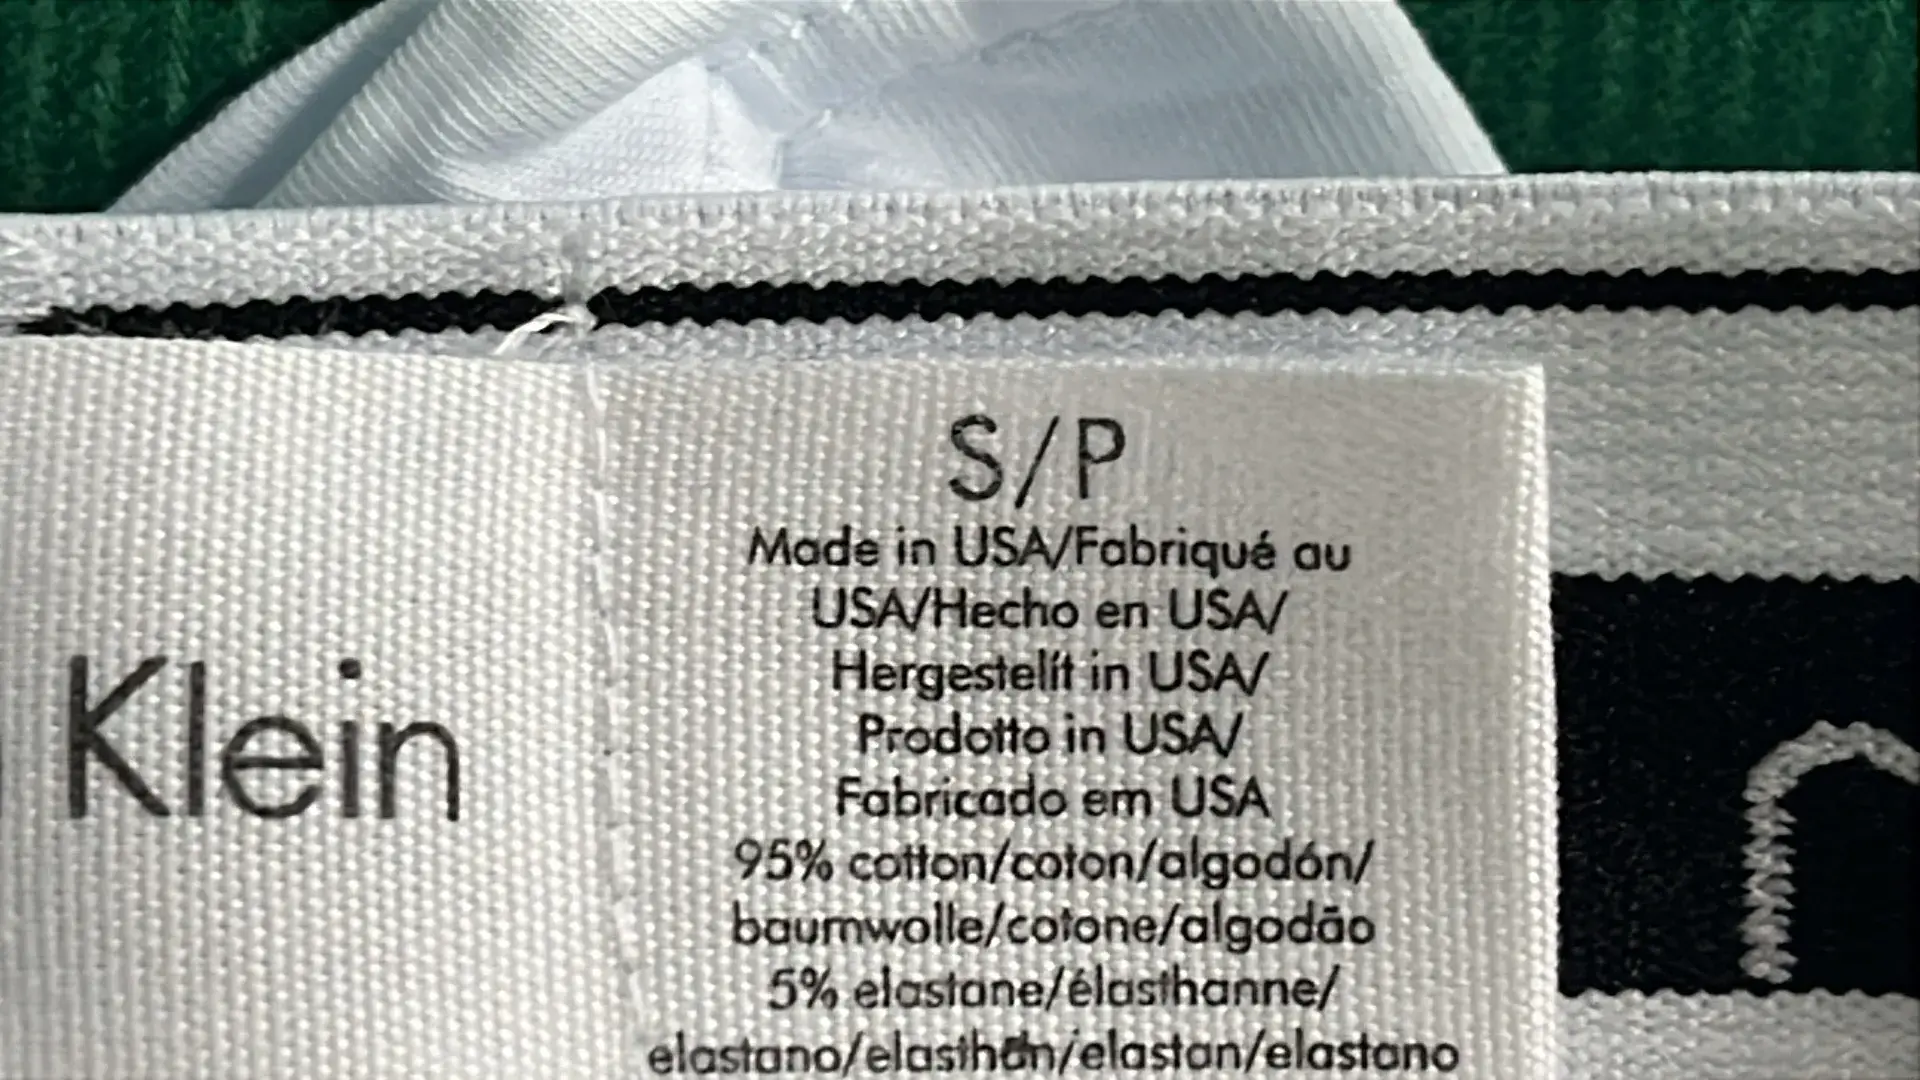 Klein
S/P
Made in USA/Fabriqué au
USA/Hecho en USA/
Hergestellt in USA/
Prodotto in USA/
Fabricado em USA
95% cotton/coton/algodón/
baumwolle/cotone/algodão
5% elastane/élasthanne/
elastano/elasthan/elastan/elastano
n